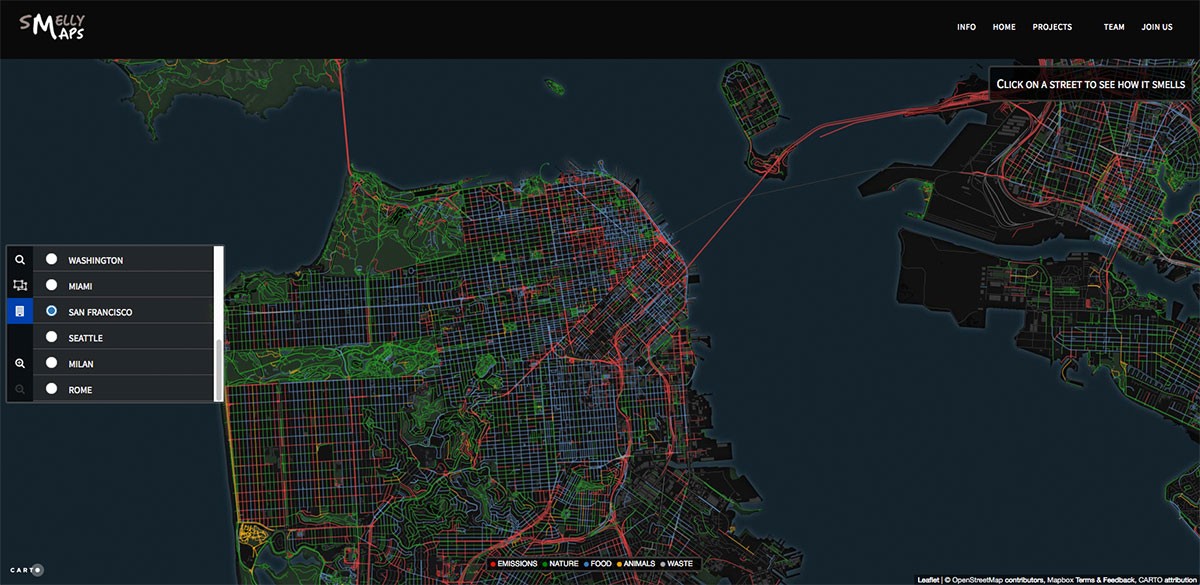 SMELLY
MAPS
INFO HOME PROJECTS TEAM JOIN US
CLICK ON A STREET TO SEE HOW IT SMELLS
WASHINGTON
MIAMI
SAN FRANCISCO
SEATTLE
MILAN
ROME
CARTO
EMISSIONS NATURE FOOD ANIMALS WASTE
Leaflet | © OpenStreetMap contributors, Mapbox Terms & Feedback, CARTO attribution